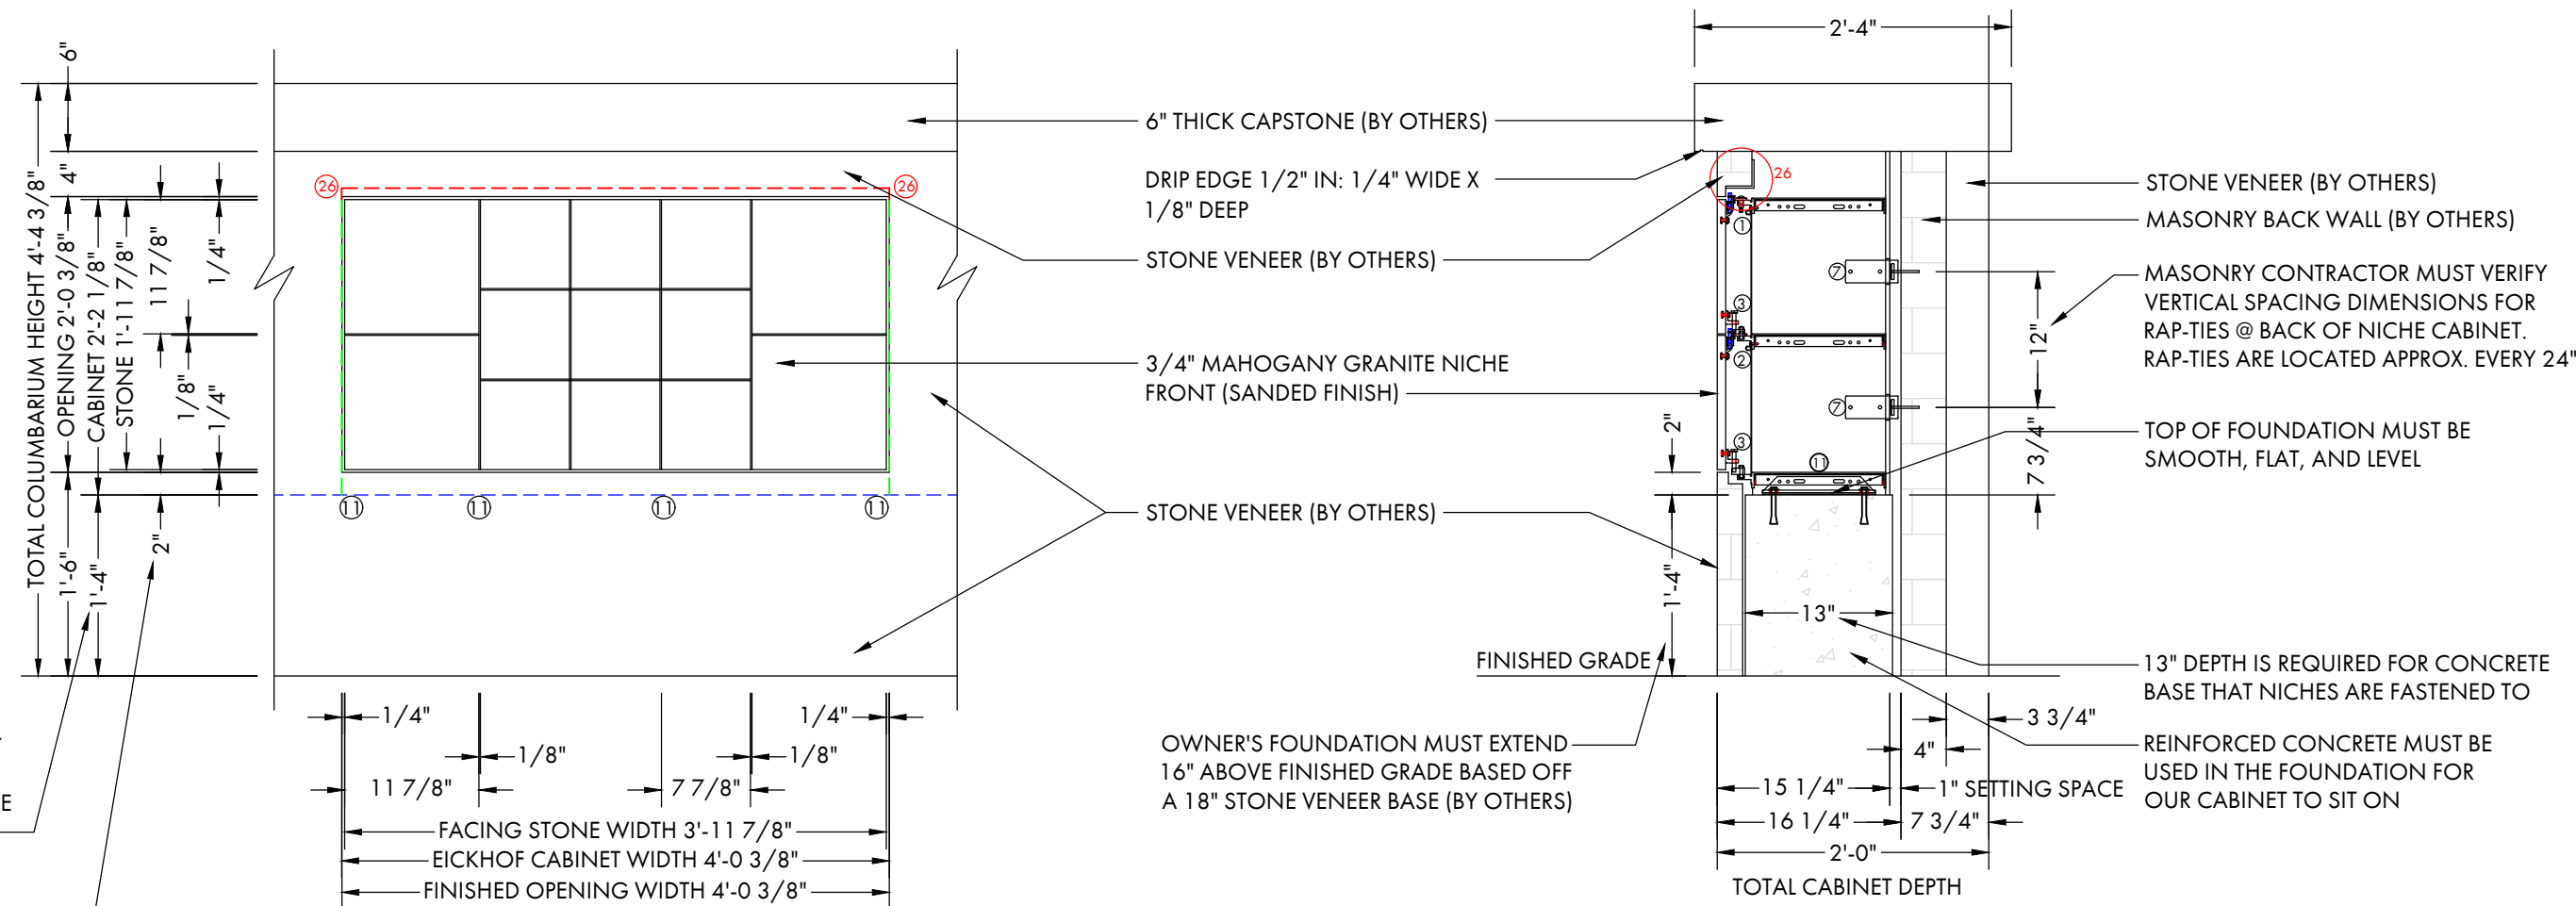 6"
4"
TOTAL COLUMBARIUM HEIGHT 4'-4 3/8"
OPENING 2'-0 3/8"
CABINET 2'-2 1/8"
STONE 1'-11 7/8"
11 7/8"
1/4"
1/8"
1/4"
1'-6"
1'-4"
2"
E
26
26
11
11
11
11
1/4"
1/4"
1/8"
1/8"
11 7/8"
7 7/8"
FACING STONE WIDTH 3'-11 7/8"
EICKHOF CABINET WIDTH 4'-0 3/8"
FINISHED OPENING WIDTH 4'-0 3/8"
6" THICK CAPSTONE (BY OTHERS)
DRIP EDGE 1/2" IN: 1/4" WIDE X
1/8" DEEP
STONE VENEER (BY OTHERS)
3/4" MAHOGANY GRANITE NICHE
FRONT (SANDED FINISH)
STONE VENEER (BY OTHERS)
FINISHED GRADE
OWNER'S FOUNDATION MUST EXTEND
16" ABOVE FINISHED GRADE BASED OFF
A 18" STONE VENEER BASE (BY OTHERS)
2'-4"
26
1
7
3
2
7
3
11
2"
1'-4"
13"
12"
7 3/4"
3 3/4"
4"
15 1/4"
1" SETTING SPACE
16 1/4"
7 3/4"
2'-0"
TOTAL CABINET DEPTH
STONE VENEER (BY OTHERS)
MASONRY BACK WALL (BY OTHERS)
MASONRY CONTRACTOR MUST VERIFY
VERTICAL SPACING DIMENSIONS FOR
RAP-TIES @ BACK OF NICHE CABINET.
RAP-TIES ARE LOCATED APPROX. EVERY 24"
TOP OF FOUNDATION MUST BE
SMOOTH, FLAT, AND LEVEL
13" DEPTH IS REQUIRED FOR CONCRETE
BASE THAT NICHES ARE FASTENED TO
REINFORCED CONCRETE MUST BE
USED IN THE FOUNDATION FOR
OUR CABINET TO SIT ON